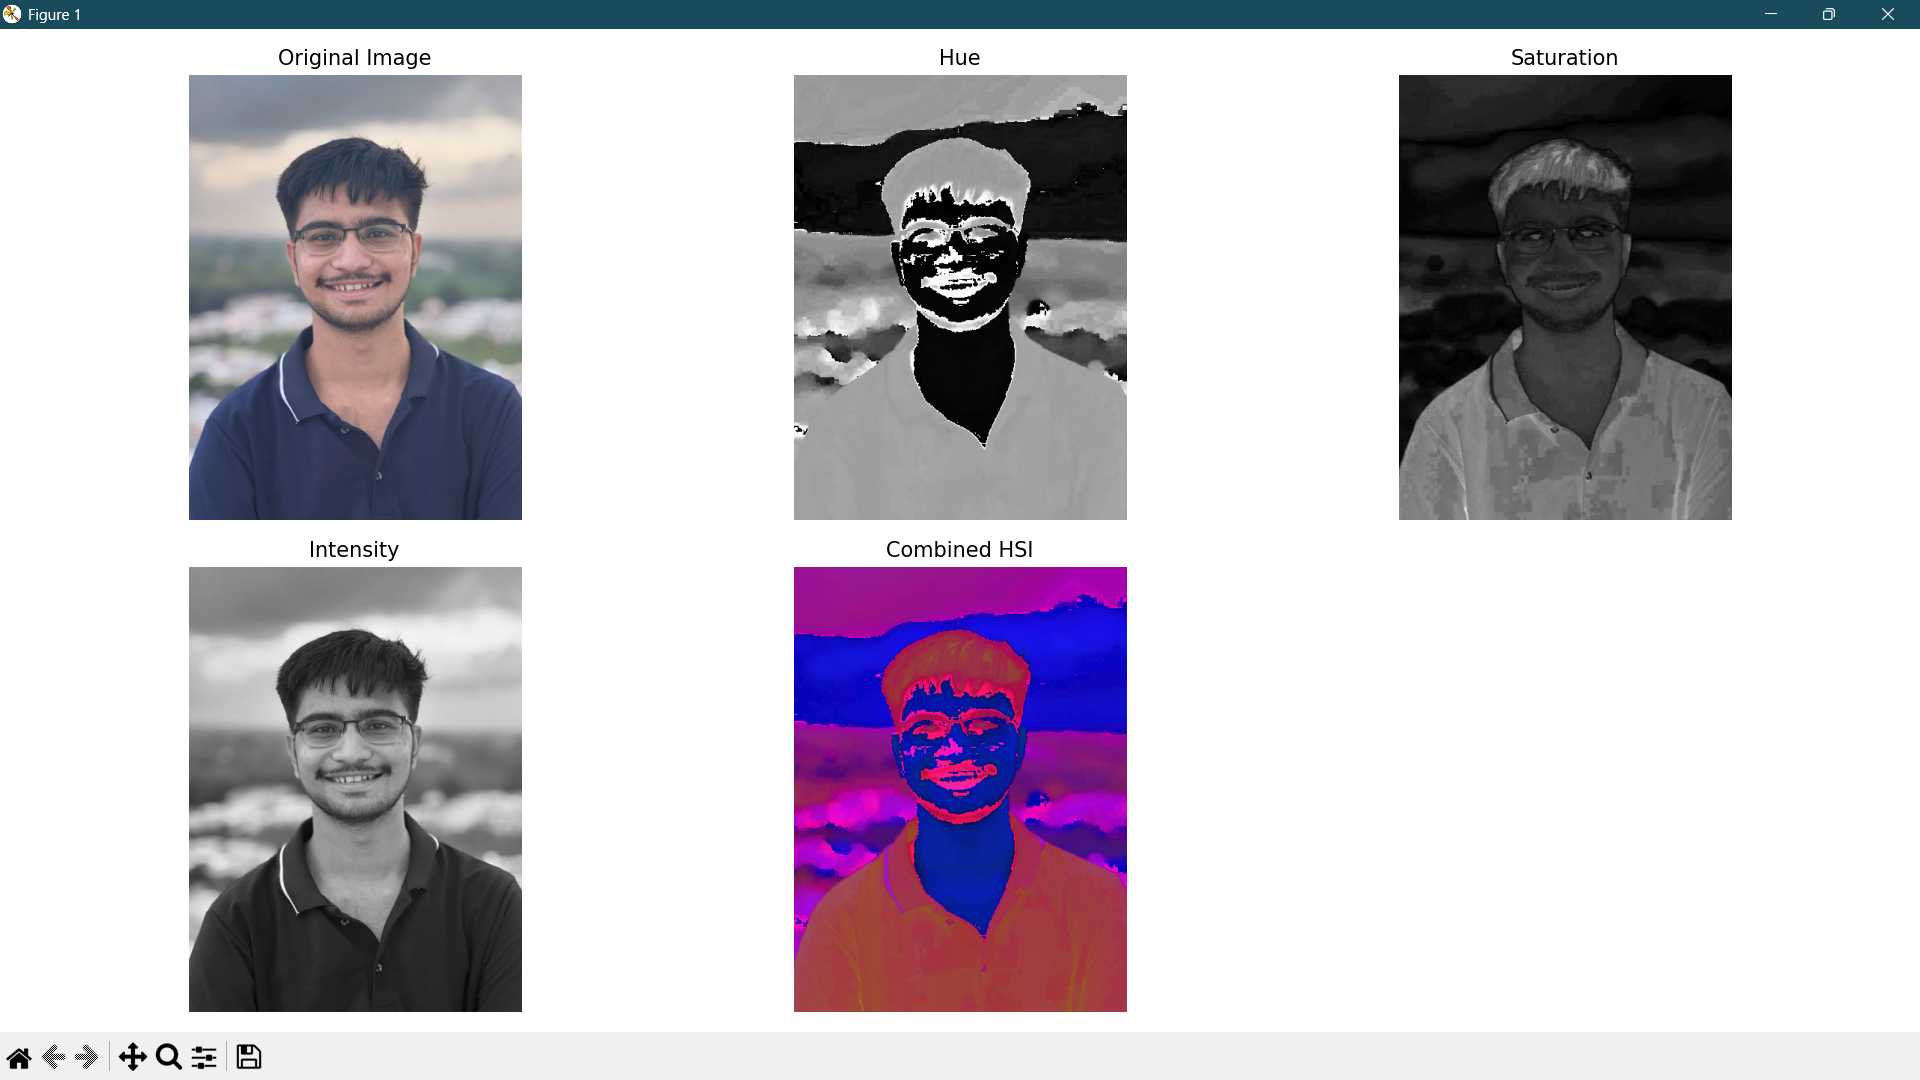 Figure 1
Original Image
Hue
Saturation
Intensity
Combined HSI